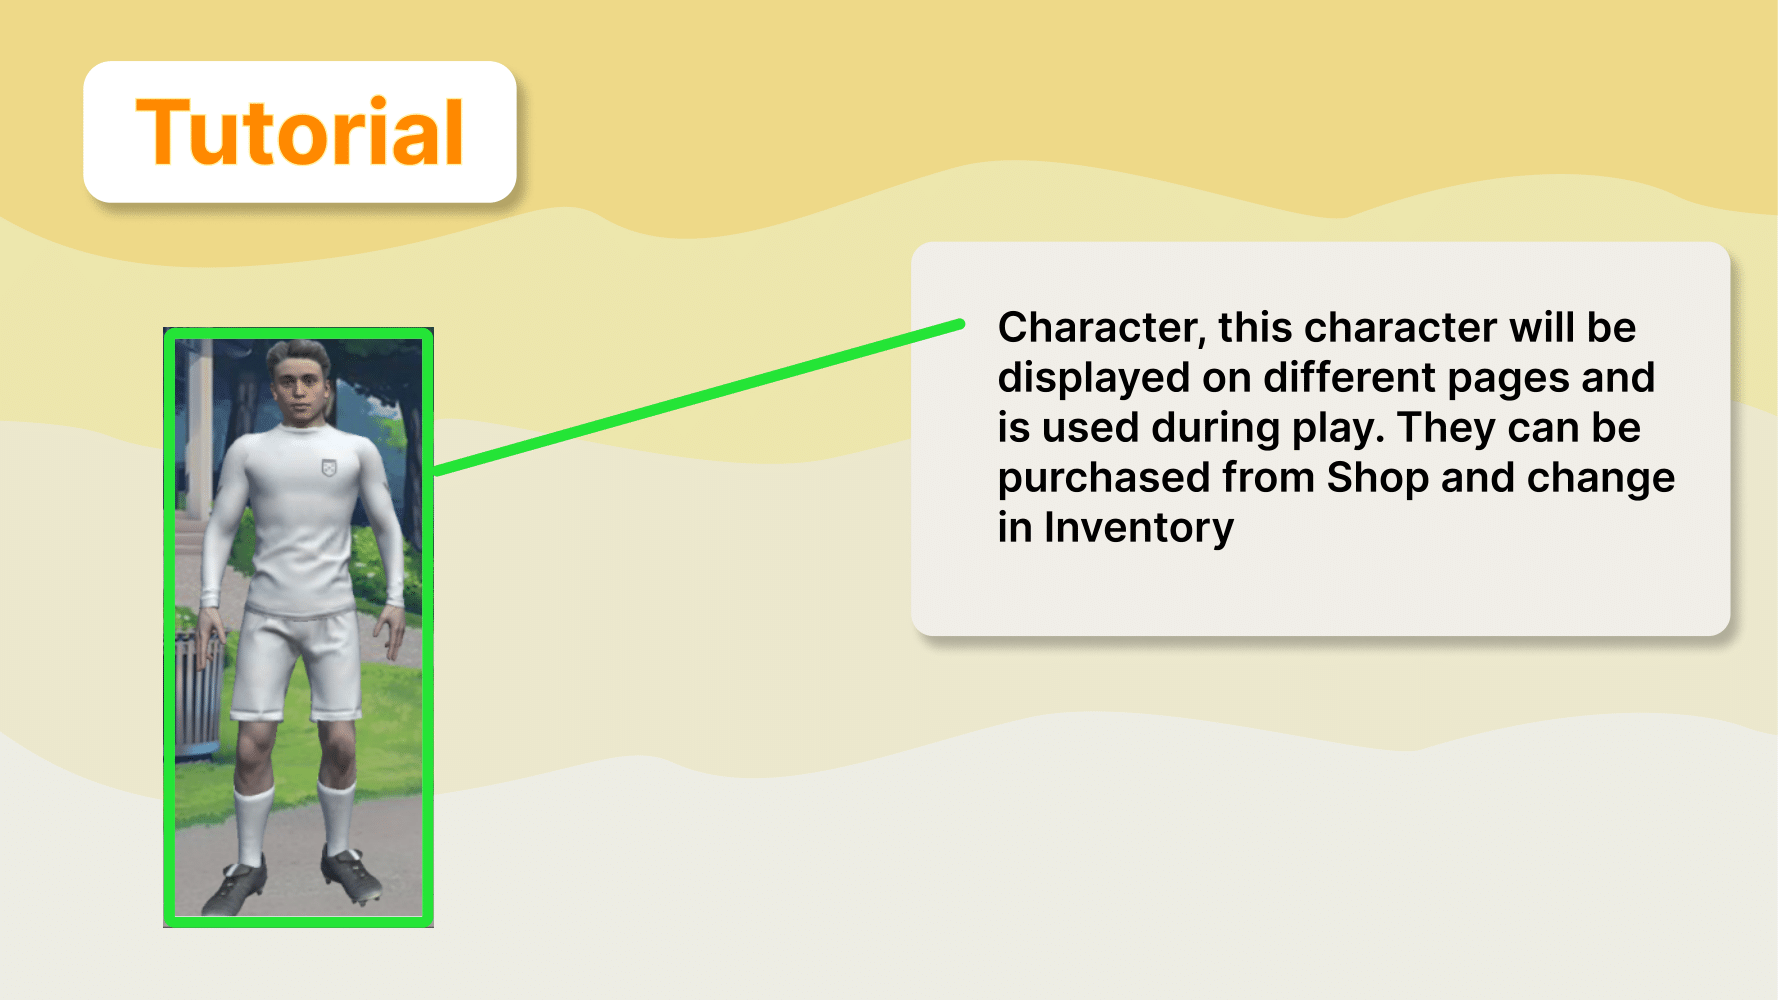 Tutorial
Character, this character will be
displayed on different pages and
is used during play. They can be
purchased from Shop and change
in Inventory